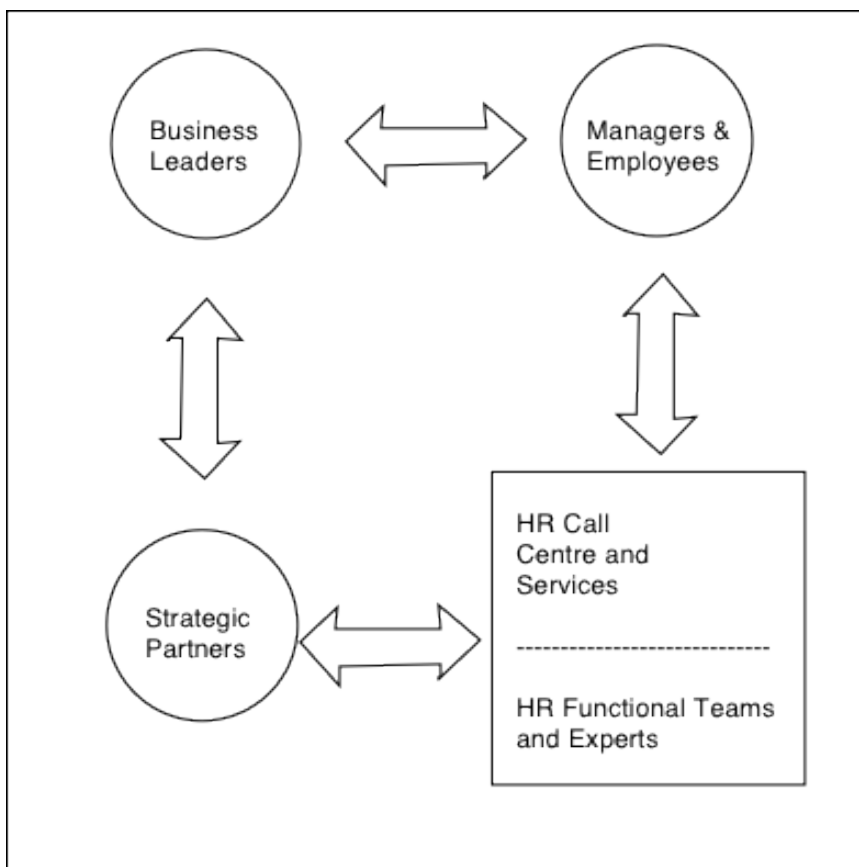 Business
Leaders
Managers &
Employees
Strategic
Partners
HR Call
Centre and
Services
-----------------------------
HR Functional Teams
and Experts